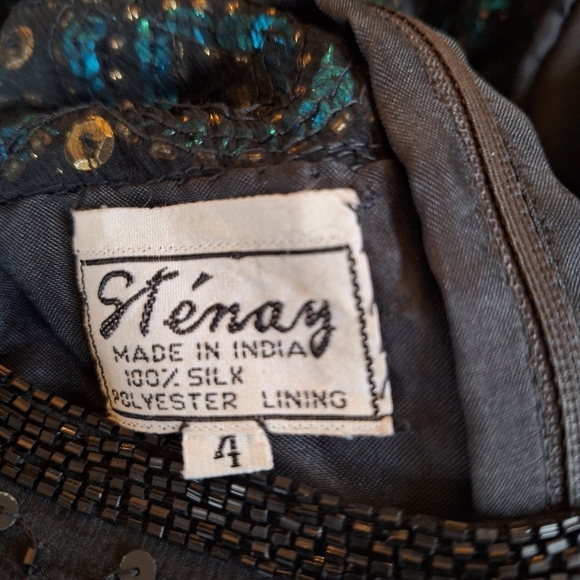 Sténay
MADE IN INDIA
100% SILK
POLYESTER LINING
4